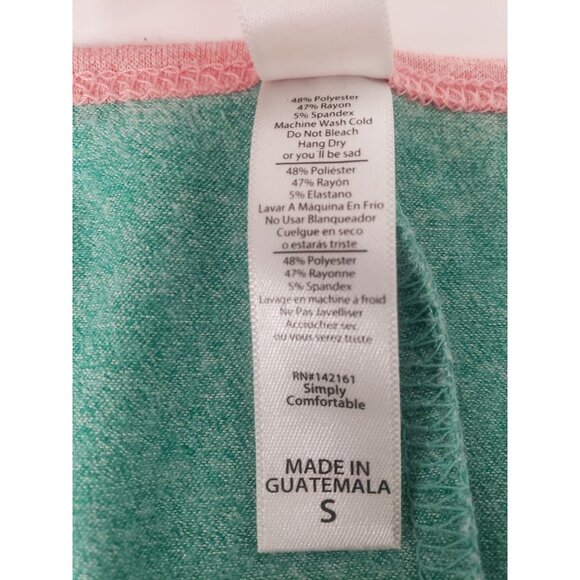 48% Polyester
47% Rayon
5% Spandex
Machine Wash Cold
Do Not Bleach
Hang Dry
or you'll be sad
48% Poliester
47% Rayón
5% Elastano
Lavar A Máquina En Frio
No Usar Blanqueador
Cuelgue en seco
o estarás triste
48% Polyester
47% Rayonne
5% Spandex
Lavage en machine à froid
Ne Pas Javelliser
Accrochez sec
ou vous serez triste
RN#142161
Simply
Comfortable
MADE IN
GUATEMALA
S